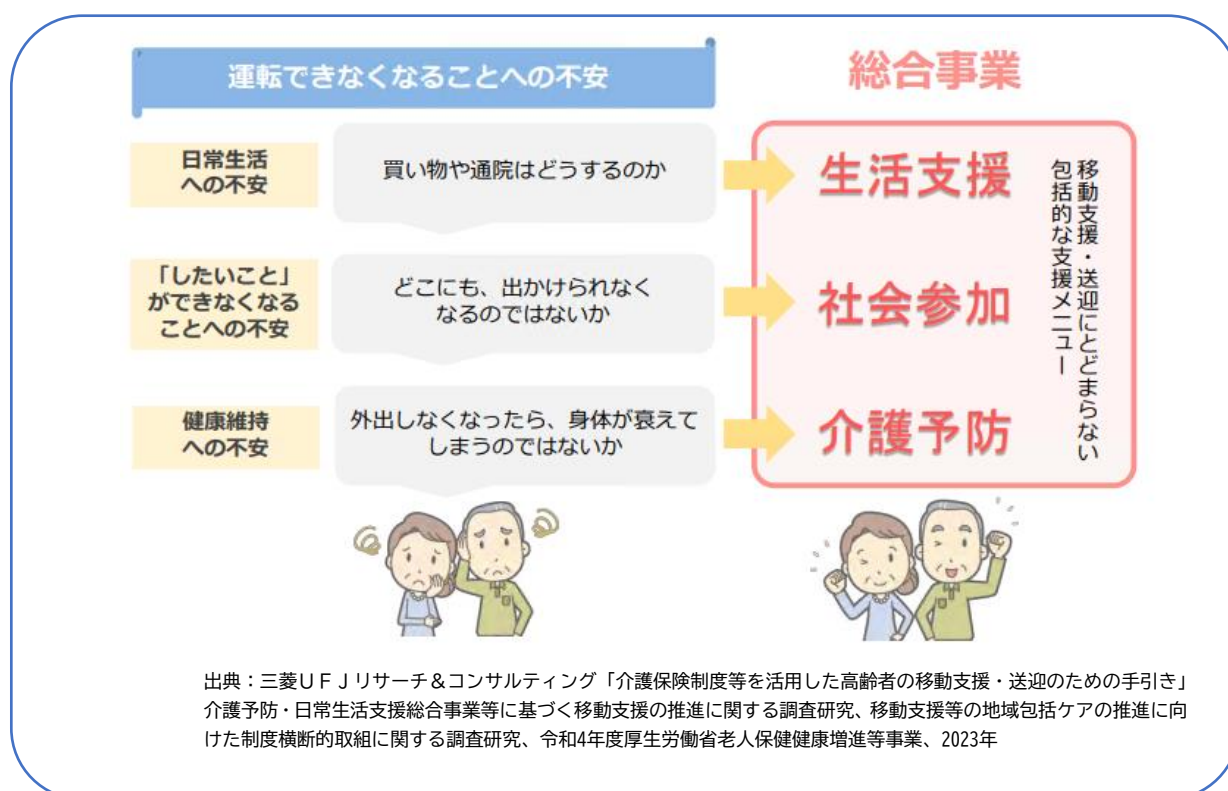 運転できなくなることへの不安
総合事業
日常生活
への不安
買い物や通院はどうするのか
生活支援
「したいこと」
ができなくなる
ことへの不安
どこにも、出かけられなく
なるのではないか
社会参加
健康維持
への不安
外出しなくなったら、身体が衰えて
しまうのではないか
介護予防
移動支援・送迎にとどまらない
包括的な支援メニュー
出典：三菱ＵＦＪリサーチ＆コンサルティング「介護保険制度等を活用した高齢者の移動支援・送迎のための手引き」
介護予防・日常生活支援総合事業等に基づく移動支援の推進に関する調査研究、移動支援等の地域包括ケアの推進に向
けた制度横断的取組に関する調査研究、令和4年度厚生労働省老人保健健康増進等事業、2023年